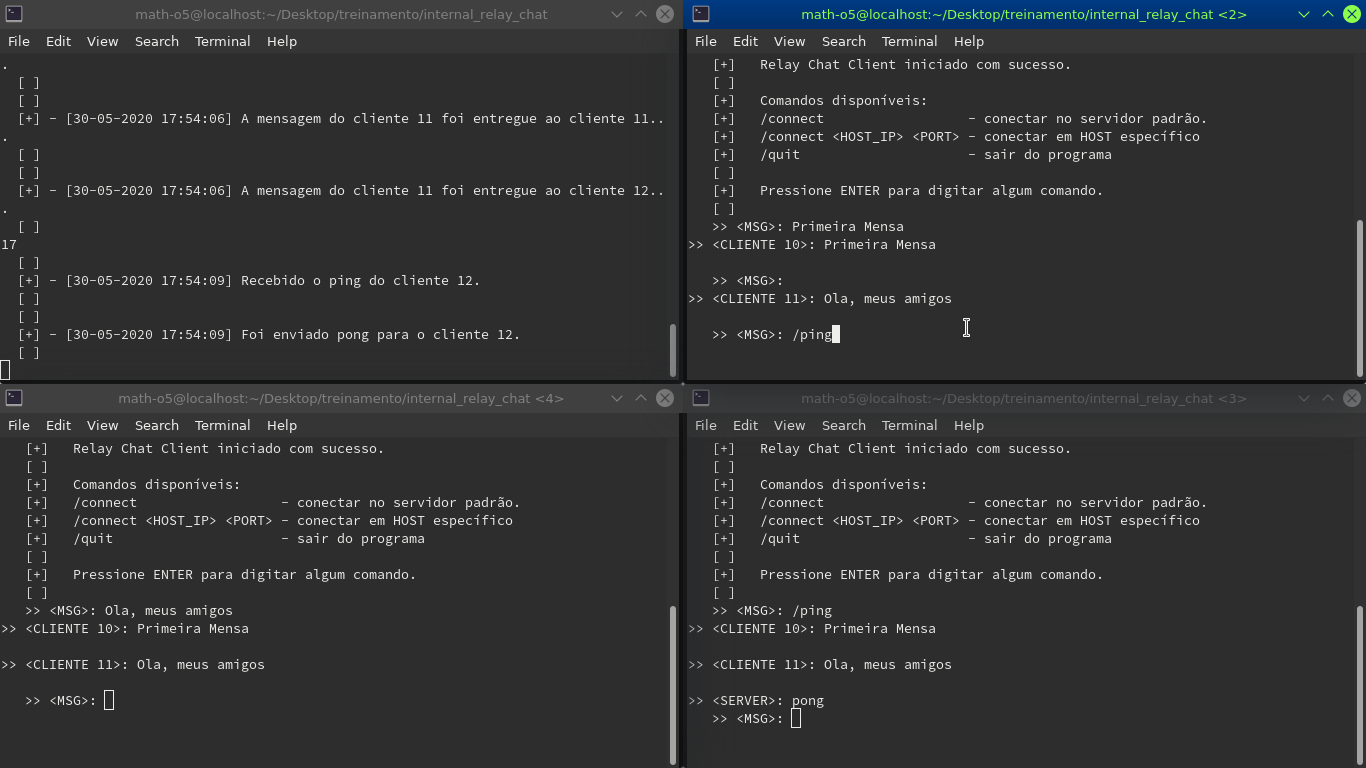 math-o5@localhost:~/Desktop/treinamento/internal_relay_chat
File Edit View Search Terminal Help
.
[ ]
[ ]
[+] - [30-05-2020 17:54:06] A mensagem do cliente 11 foi entregue ao cliente 11..
.
[ ]
[ ]
[+] - [30-05-2020 17:54:06] A mensagem do cliente 11 foi entregue ao cliente 12..
.
[ ]
17
[ ]
[+] - [30-05-2020 17:54:09] Recebido o ping do cliente 12.
[ ]
[ ]
[+] - [30-05-2020 17:54:09] Foi enviado pong para o cliente 12.
[ ]
math-o5@localhost:~/Desktop/treinamento/internal_relay_chat <2>
File Edit View Search Terminal Help
[+] Relay Chat Client iniciado com sucesso.
[ ]
[+] Comandos disponíveis:
[+] /connect - conectar no servidor padrão.
[+] /connect <HOST_IP> <PORT> - conectar em HOST específico
[+] /quit - sair do programa
[ ]
[+] Pressione ENTER para digitar algum comando.
[ ]
>> <MSG>: Primeira Mensa
>> <CLIENTE 10>: Primeira Mensa
>> <MSG>:
>> <CLIENTE 11>: Ola, meus amigos
>> <MSG>: /ping
math-o5@localhost:~/Desktop/treinamento/internal_relay_chat <4>
File Edit View Search Terminal Help
[+] Relay Chat Client iniciado com sucesso.
[ ]
[+] Comandos disponíveis:
[+] /connect - conectar no servidor padrão.
[+] /connect <HOST_IP> <PORT> - conectar em HOST específico
[+] /quit - sair do programa
[ ]
[+] Pressione ENTER para digitar algum comando.
[ ]
>> <MSG>: Ola, meus amigos
>> <CLIENTE 10>: Primeira Mensa
>> <CLIENTE 11>: Ola, meus amigos
>> <MSG>:
math-o5@localhost:~/Desktop/treinamento/internal_relay_chat <3>
File Edit View Search Terminal Help
[+] Relay Chat Client iniciado com sucesso.
[ ]
[+] Comandos disponíveis:
[+] /connect - conectar no servidor padrão.
[+] /connect <HOST_IP> <PORT> - conectar em HOST específico
[+] /quit - sair do programa
[ ]
[+] Pressione ENTER para digitar algum comando.
[ ]
>> <MSG>: /ping
>> <CLIENTE 10>: Primeira Mensa
>> <CLIENTE 11>: Ola, meus amigos
>> <SERVER>: pong
>> <MSG>: